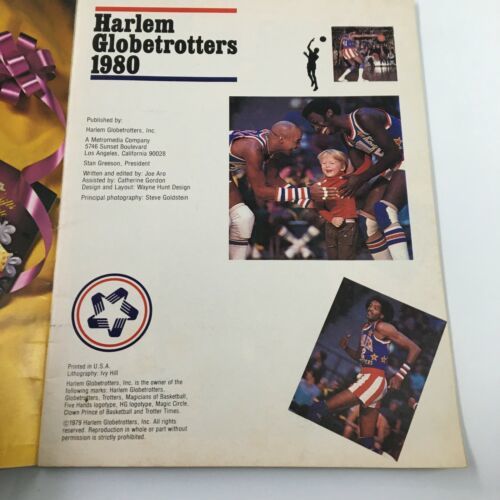 Harlem
Globetrotters
1980
Published by:
Harlem Globetrotters, Inc.
A Metromedia Company
5746 Sunset Boulevard
Los Angeles, California 90028
Stan Greeson, President
Written and edited by: Joe Aro
Assisted by: Catherine Gordon
Design and Layout: Wayne Hunt Design
Principal photography: Steve Goldstein
Printed in U.S.A.
Lithography: Ivy Hill
Harlem Globetrotters, Inc. is the owner of the
following marks: Harlem Globetrotters,
Globetrotters, Trotters, Magicians of Basketball,
Five Hands logotype, HG logotype, Magic Circle,
Clown Prince of Basketball and Trotter Times.
©1979 Harlem Globetrotters, Inc. All rights
reserved. Reproduction in whole or part without
permission is strictly prohibited.